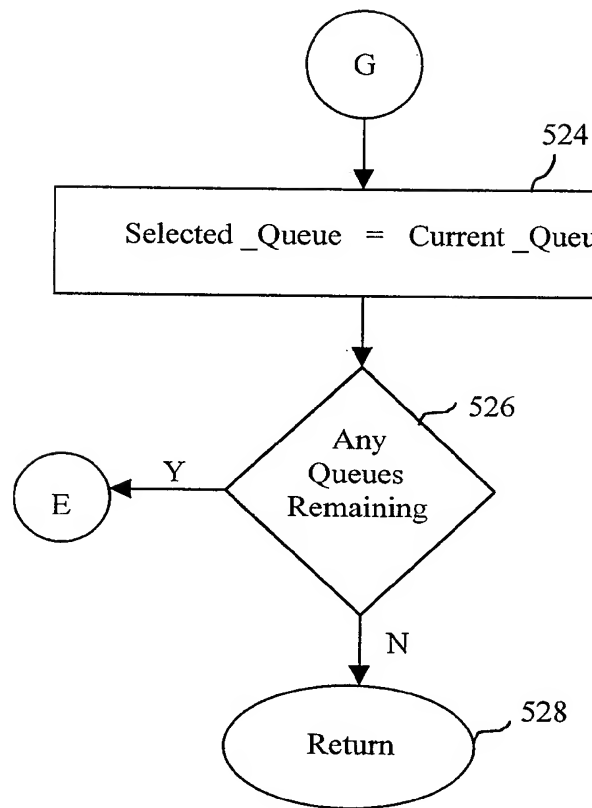 G
524
Selected _Queue = Current _Queu
526
Any
Queues
Remaining
Y
E
N
528
Return